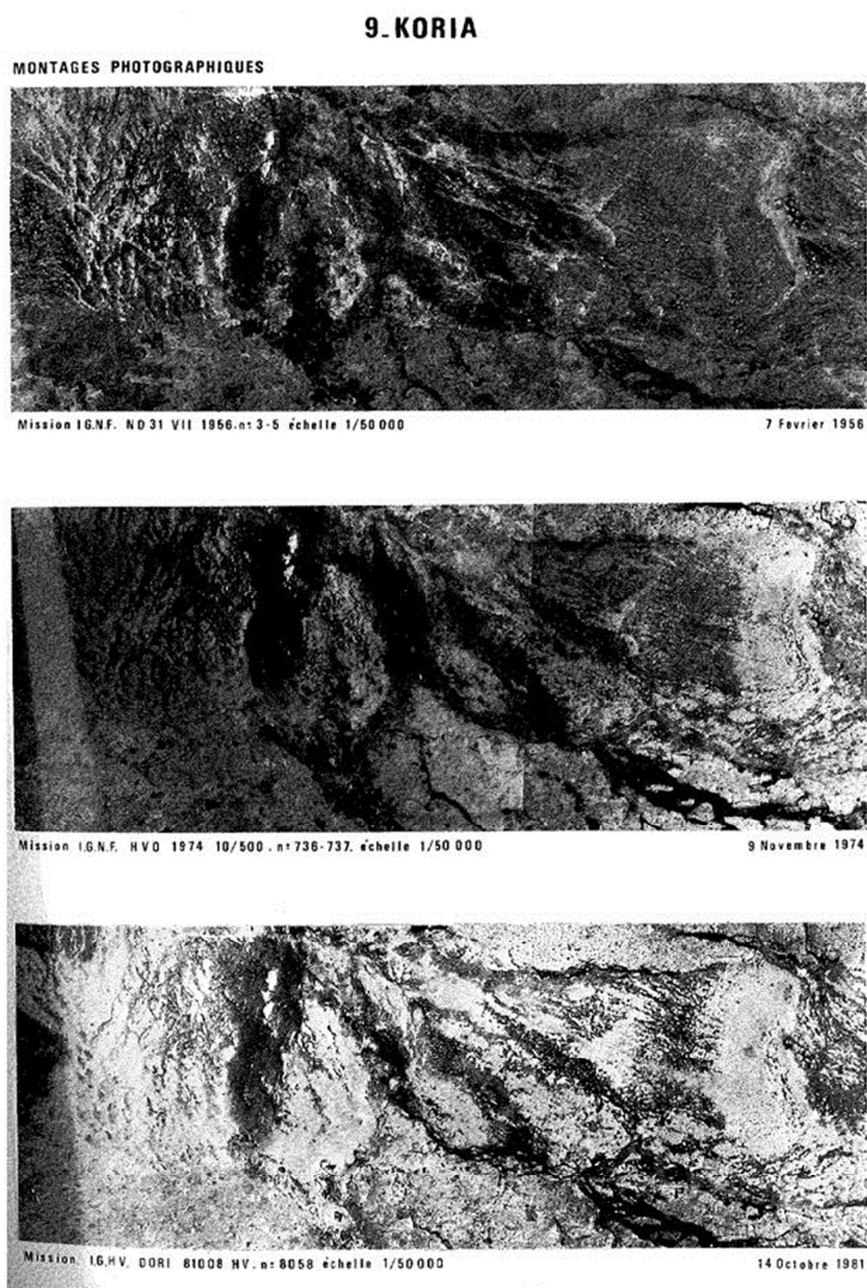 9_KORIA
MONTAGES PHOTOGRAPHIQUES
Mission I.G.N.F. ND 31 VII 1956.n: 3-5 échelle 1/50 000 7 Fevrier 1956
Mission I.G.N.F. HVO 1974 10/500. n: 736-737. échelle 1/50 000 9 Novembre 1974
Mission. I.G.H.V. DORI 81008 HV. n: 8058 échelle 1/50 000 14 Octobre 1981